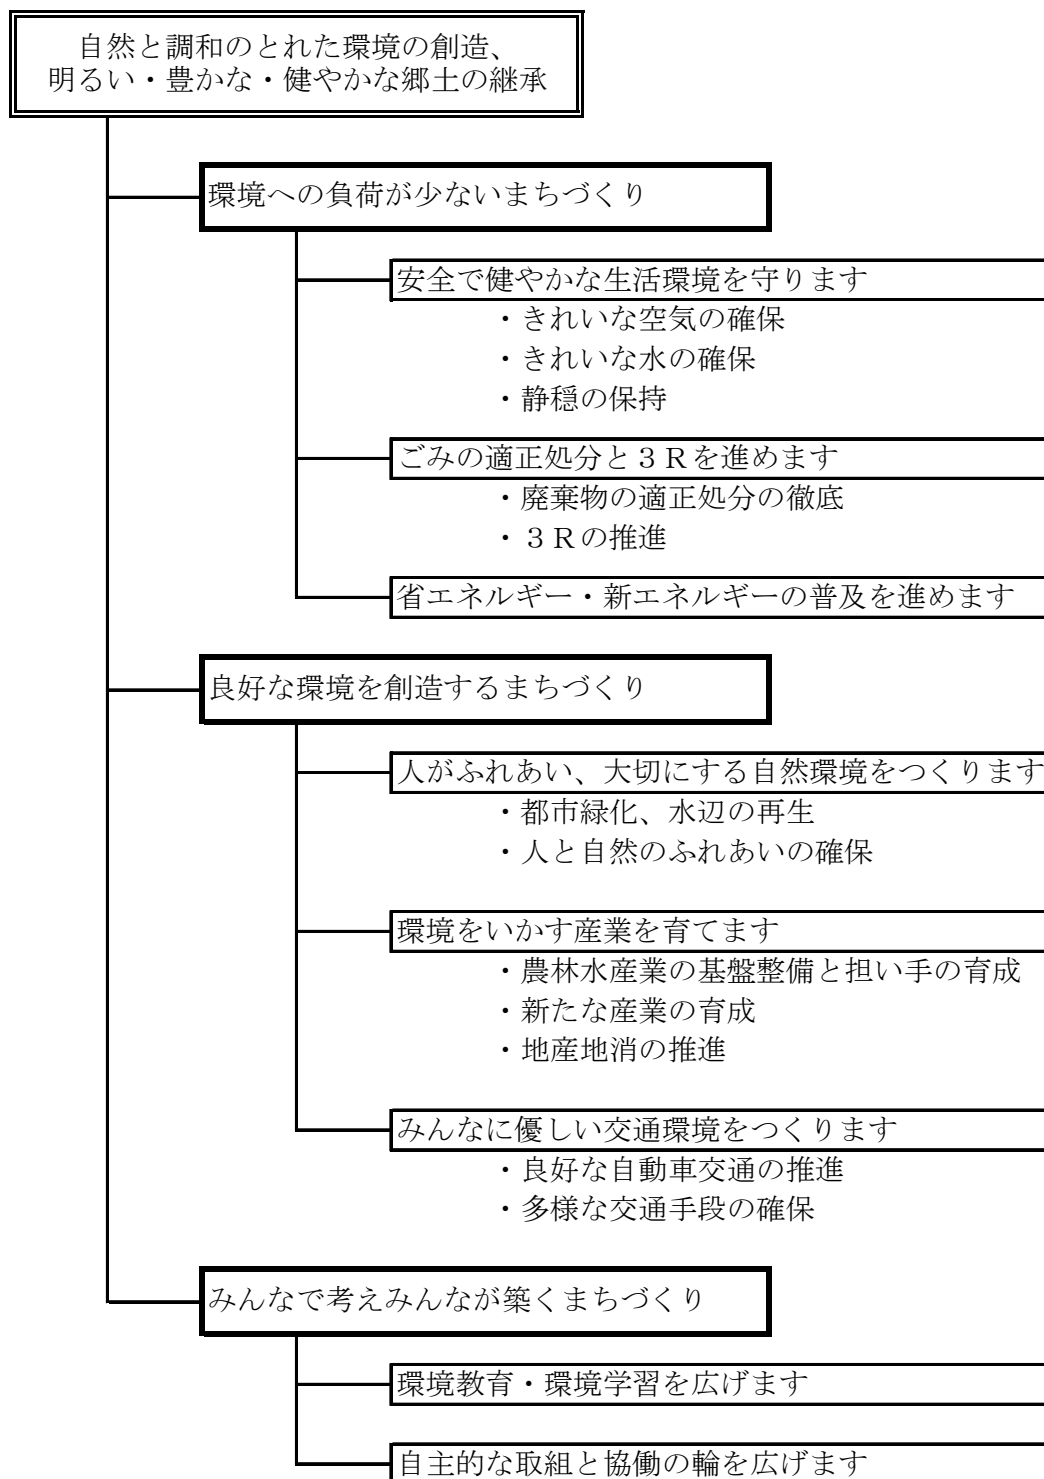 自然と調和のとれた環境の創造、
明るい・豊かな・健やかな郷土の継承
環境への負荷が少ないまちづくり
安全で健やかな生活環境を守ります
・きれいな空気の確保
・きれいな水の確保
・静穏の保持
ごみの適正処分と３Ｒを進めます
・廃棄物の適正処分の徹底
・３Ｒの推進
省エネルギー・新エネルギーの普及を進めます
良好な環境を創造するまちづくり
人がふれあい、大切にする自然環境をつくります
・都市緑化、水辺の再生
・人と自然のふれあいの確保
環境をいかす産業を育てます
・農林水産業の基盤整備と担い手の育成
・新たな産業の育成
・地産地消の推進
みんなに優しい交通環境をつくります
・良好な自動車交通の推進
・多様な交通手段の確保
みんなで考えみんなが築くまちづくり
環境教育・環境学習を広げます
自主的な取組と協働の輪を広げます